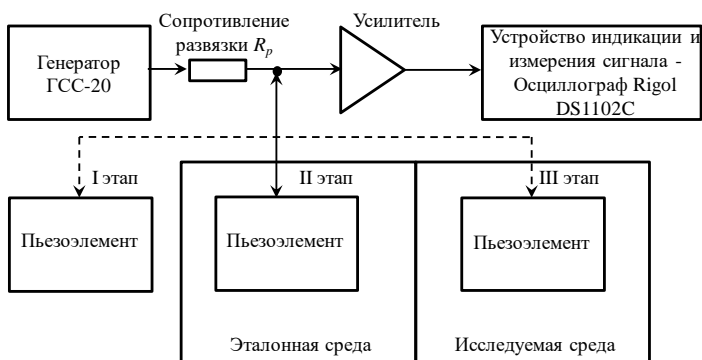 Генератор
ГСС-20
Сопротивление
развязки Rp
Усилитель
Устройство индикации и
измерения сигнала -
Осциллограф Rigol
DS1102C
I этап
II этап
III этап
Пьезоэлемент
Пьезоэлемент
Пьезоэлемент
Эталонная среда
Исследуемая среда